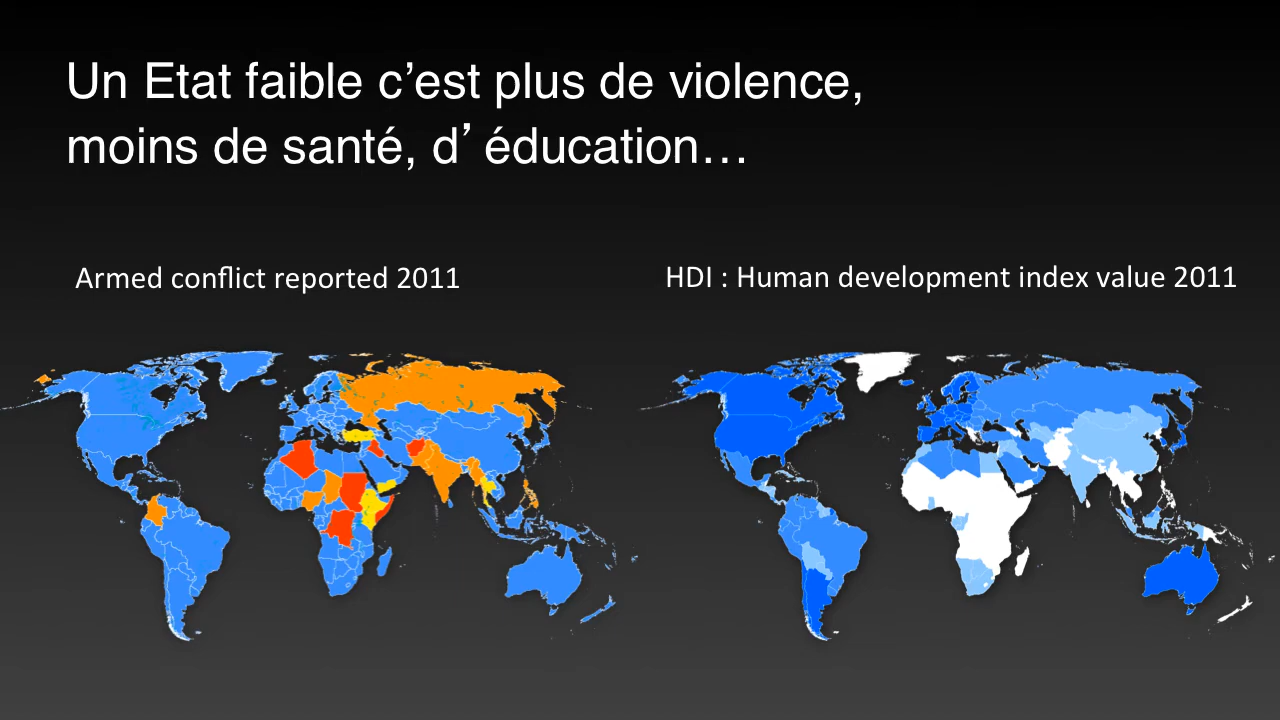 Un Etat faible c’est plus de violence,
moins de santé, d’ éducation…
Armed conflict reported 2011
HDI : Human development index value 2011